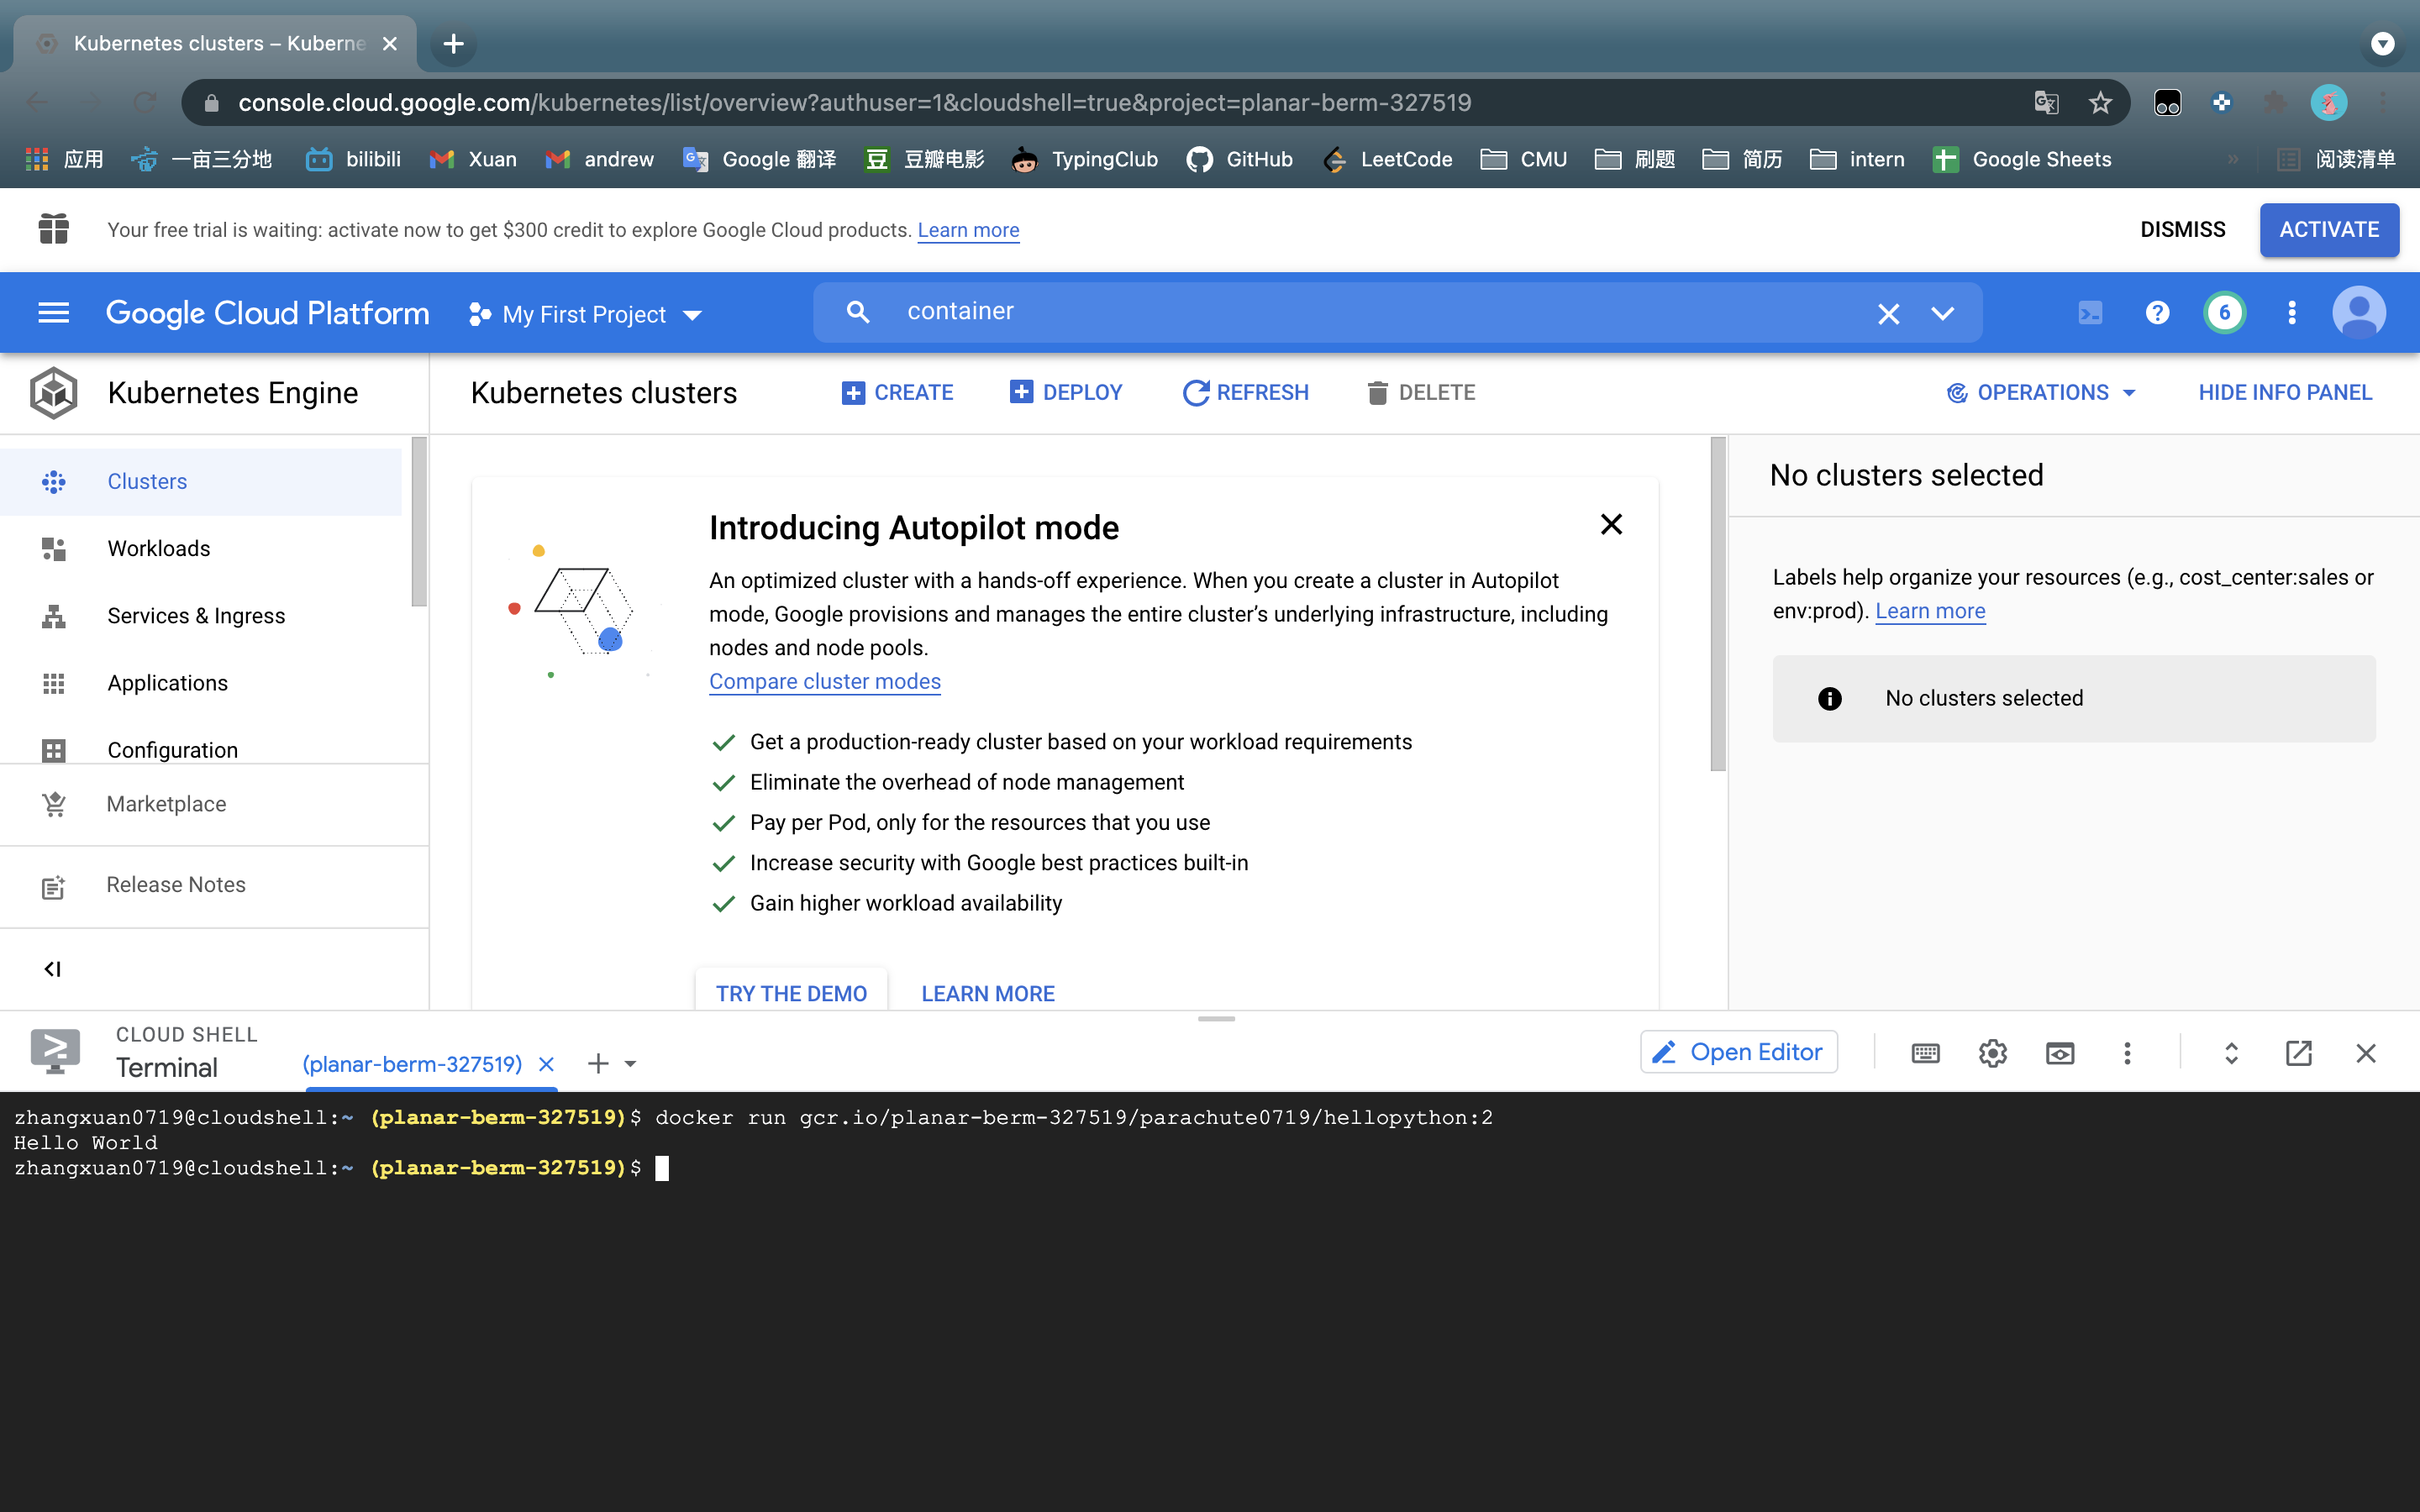 Kubernetes clusters – Kuberne
console.cloud.google.com/kubernetes/list/overview?authuser=1&cloudshell=true&project=planar-berm-327519
应用 一亩三分地 bilibili Xuan andrew Google 翻译 豆瓣电影 TypingClub GitHub LeetCode CMU 刷题 简历 intern Google Sheets » 阅读清单
Your free trial is waiting: activate now to get $300 credit to explore Google Cloud products. Learn more
DISMISS ACTIVATE
Google Cloud Platform My First Project container 6
Kubernetes Engine
Kubernetes clusters CREATE DEPLOY REFRESH DELETE OPERATIONS HIDE INFO PANEL
Clusters
Workloads
Services & Ingress
Applications
Configuration
Marketplace
Release Notes
Introducing Autopilot mode
An optimized cluster with a hands-off experience. When you create a cluster in Autopilot
mode, Google provisions and manages the entire cluster’s underlying infrastructure, including
nodes and node pools.
Compare cluster modes
Get a production-ready cluster based on your workload requirements
Eliminate the overhead of node management
Pay per Pod, only for the resources that you use
Increase security with Google best practices built-in
Gain higher workload availability
TRY THE DEMO LEARN MORE
No clusters selected
Labels help organize your resources (e.g., cost_center:sales or
env:prod). Learn more
No clusters selected
CLOUD SHELL
Terminal
(planar-berm-327519)
Open Editor
zhangxuan0719@cloudshell:~ (planar-berm-327519)$ docker run gcr.io/planar-berm-327519/parachute0719/hellopython:2
Hello World
zhangxuan0719@cloudshell:~ (planar-berm-327519)$